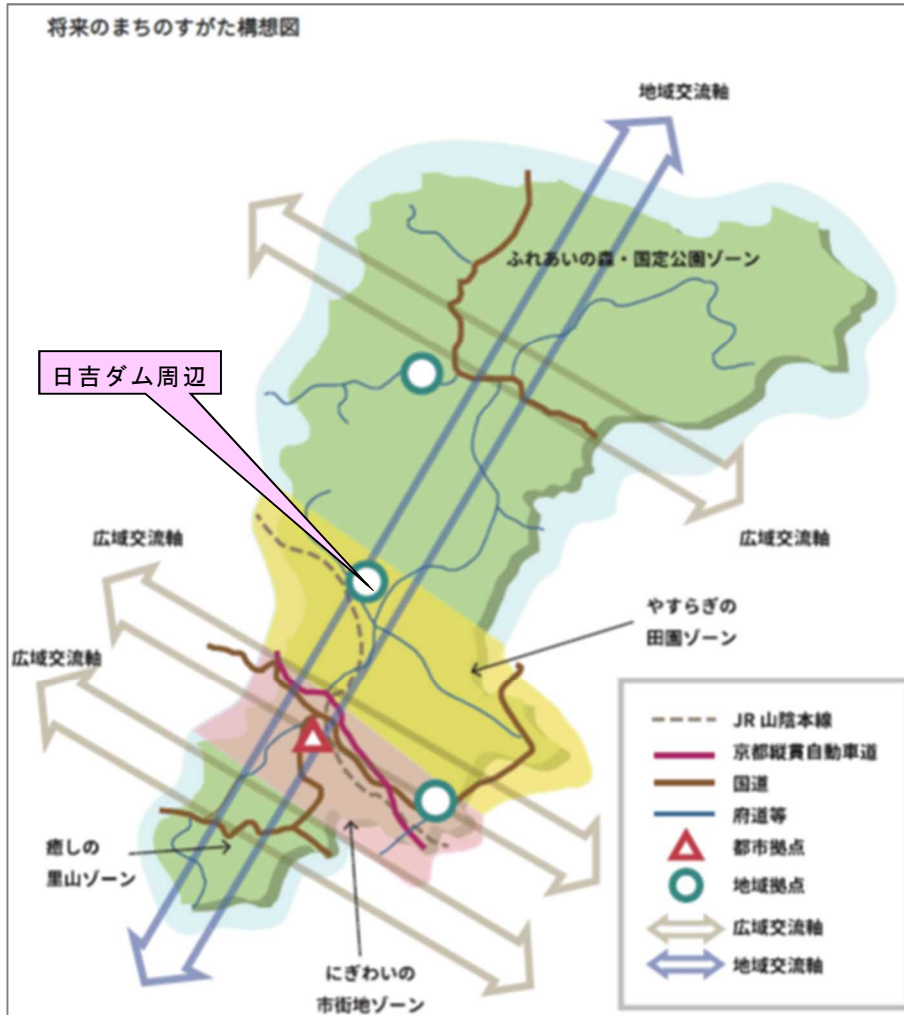 将来のまちのすがた構想図
地域交流軸
ふれあいの森・国定公園ゾーン
日吉ダム周辺
広域交流軸
広域交流軸
やすらぎの
田園ゾーン
広域交流軸
JR 山陰本線
京都縦貫自動車道
国道
府道等
都市拠点
地域拠点
広域交流軸
地域交流軸
癒しの
里山ゾーン
にぎわいの
市街地ゾーン